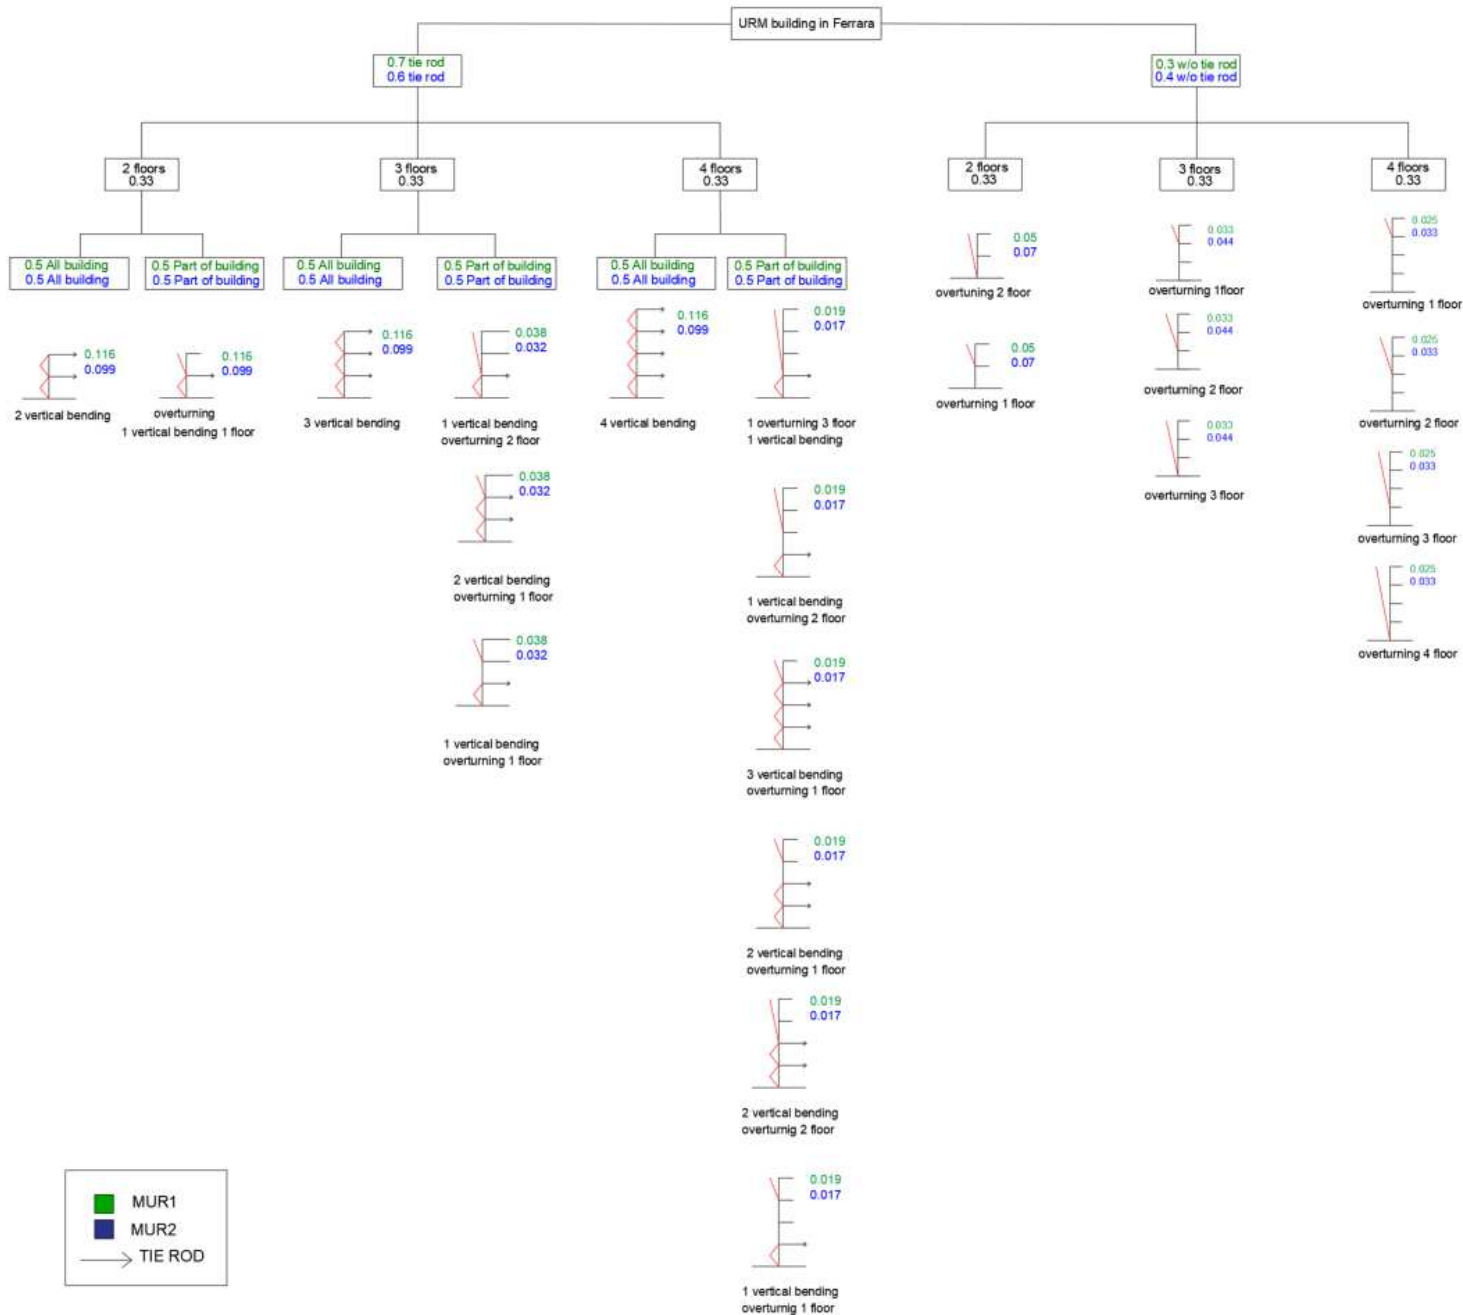 URM building in Ferrara
0.7 tie rod
0.6 tie rod
0.3 w/o tie rod
0.4 w/o tie rod
2 floors
0.33
3 floors
0.33
4 floors
0.33
2 floors
0.33
3 floors
0.33
4 floors
0.33
0.5 All building
0.5 All building
0.5 Part of building
0.5 Part of building
0.5 All building
0.5 All building
0.5 Part of building
0.5 Part of building
0.5 All building
0.5 All building
0.5 Part of building
0.5 Part of building
0.116
0.099
2 vertical bending
0.116
0.099
overturning
1 vertical bending 1 floor
0.116
0.099
3 vertical bending
0.038
0.032
1 vertical bending
overturning 2 floor
0.038
0.032
2 vertical bending
overturning 1 floor
0.038
0.032
1 vertical bending
overturning 1 floor
0.116
0.099
4 vertical bending
0.019
0.017
1 overturning 3 floor
1 vertical bending
0.019
0.017
1 vertical bending
overturning 2 floor
0.019
0.017
3 vertical bending
overturning 1 floor
0.019
0.017
2 vertical bending
overturning 1 floor
0.019
0.017
2 vertical bending
overturnig 2 floor
0.019
0.017
1 vertical bending
overturnig 1 floor
0.05
0.07
overtuning 2 floor
0.05
0.07
overturning 1 floor
0.033
0.044
overturning 1floor
0.033
0.044
overturning 2 floor
0.033
0.044
overturning 3 floor
0.025
0.033
overturning 1 floor
0.025
0.033
overturning 2 floor
0.025
0.033
overturning 3 floor
0.025
0.033
overturning 4 floor
MUR1
MUR2
TIE ROD